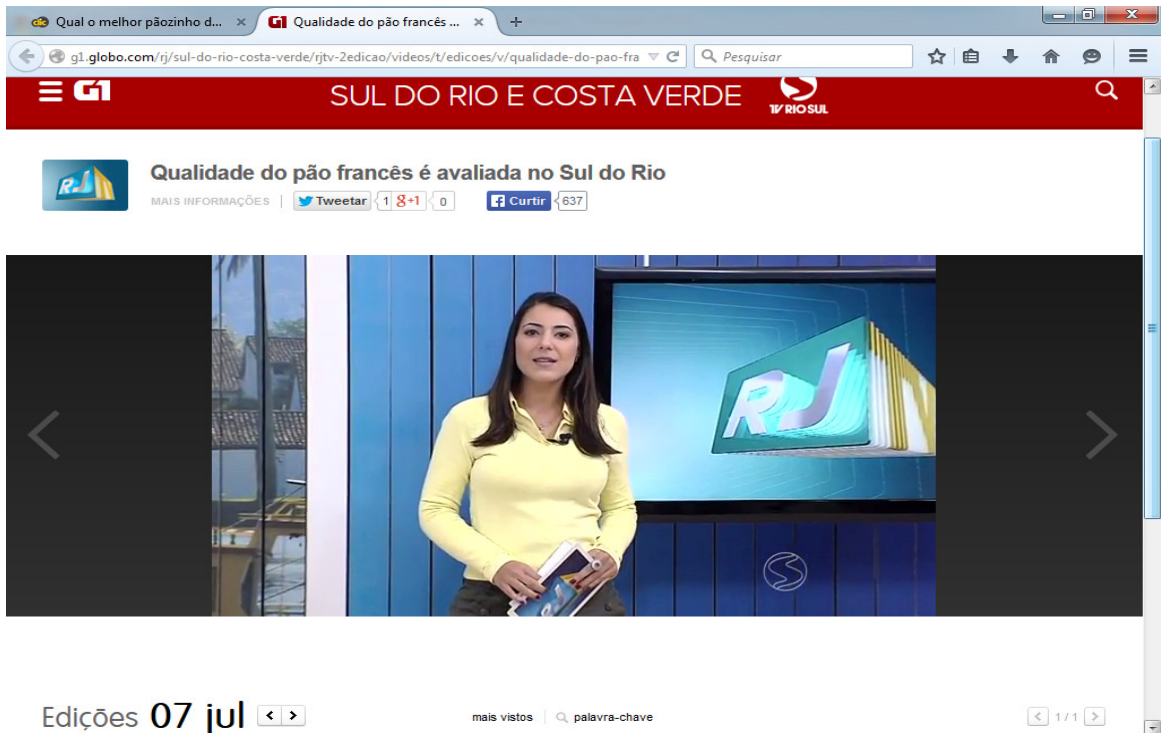 Qual o melhor pãozinho d... × G1 Qualidade do pão francês ... × +
g1.globo.com/rj/sul-do-rio-costa-verde/rjtv-2edicao/videos/t/edicoes/v/qualidade-do-pao-fra Pesquisar
G1 SUL DO RIO E COSTA VERDE TV RIO SUL
RJTV Qualidade do pão francês é avaliada no Sul do Rio
MAIS INFORMAÇÕES | Tweetar 1 g+1 0 Curtir 637
RJTV
Edições 07 jul < > mais vistos palavra-chave < 1 / 1 >